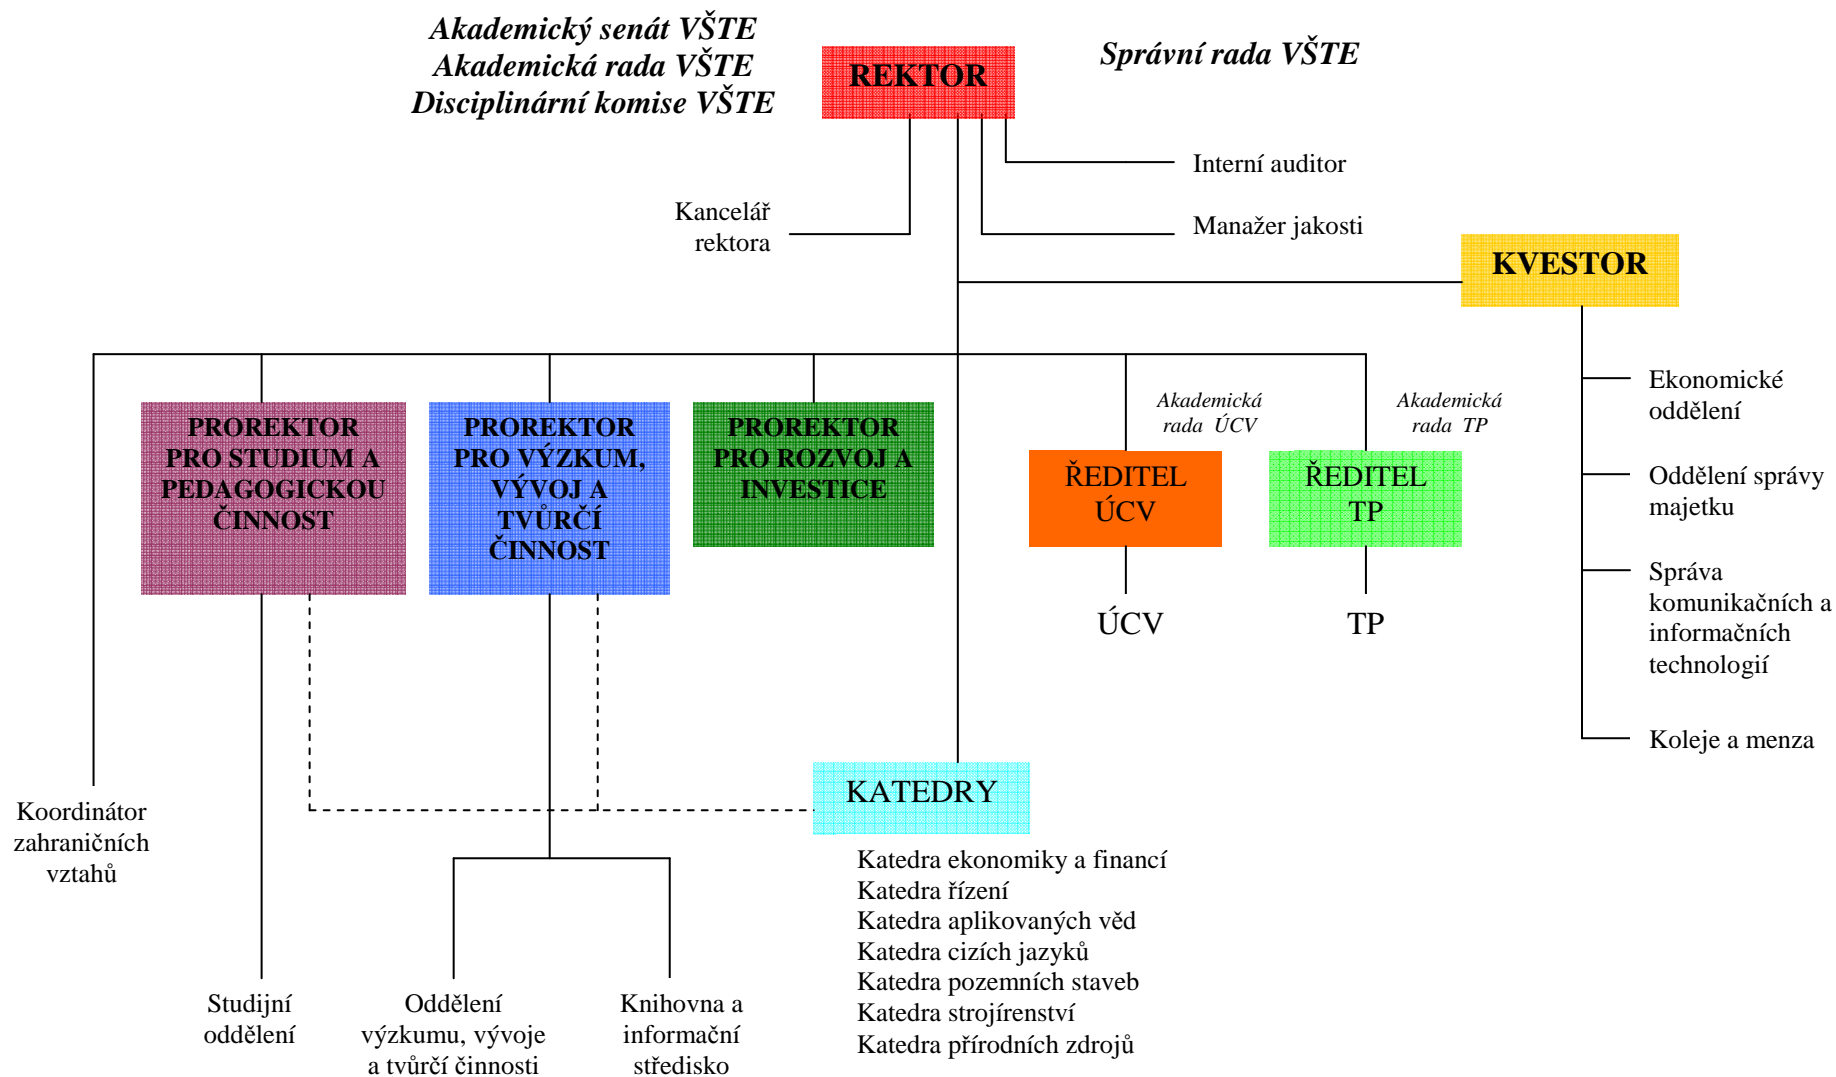 Akademický senát VŠTE
Akademická rada VŠTE
Disciplinární komise VŠTE
REKTOR
Správní rada VŠTE
Interní auditor
Kancelář
rektora
Manažer jakosti
KVESTOR
Ekonomické
oddělení
Oddělení správy
majetku
Správa
komunikačních a
informačních
technologií
Koleje a menza
PROREKTOR
PRO STUDIUM A
PEDAGOGICKOU
ČINNOST
PROREKTOR
PRO VÝZKUM,
VÝVOJ A
TVŮRČÍ
ČINNOST
PROREKTOR
PRO ROZVOJ A
INVESTICE
Akademická
rada ÚCV
ŘEDITEL
ÚCV
ÚCV
Akademická
rada TP
ŘEDITEL
TP
TP
Koordinátor
zahraničních
vztahů
KATEDRY
Katedra ekonomiky a financí
Katedra řízení
Katedra aplikovaných věd
Katedra cizích jazyků
Katedra pozemních staveb
Katedra strojírenství
Katedra přírodních zdrojů
Studijní
oddělení
Oddělení
výzkumu, vývoje
a tvůrčí činnosti
Knihovna a
informační
středisko